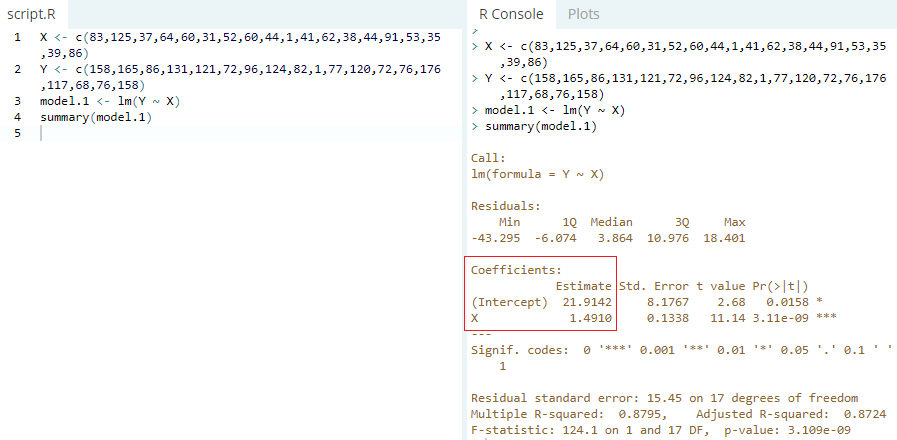 script.R
1 X <- c(83,125,37,64,60,31,52,60,44,1,41,62,38,44,91,53,35
,39,86)
2 Y <- c(158,165,86,131,121,72,96,124,82,1,77,120,72,76,176
,117,68,76,158)
3 model.1 <- lm(Y ~ X)
4 summary(model.1)
5
R Console Plots
>
> X <- c(83,125,37,64,60,31,52,60,44,1,41,62,38,44,91,53,35
,39,86)
> Y <- c(158,165,86,131,121,72,96,124,82,1,77,120,72,76,176
,117,68,76,158)
> model.1 <- lm(Y ~ X)
> summary(model.1)
Call:
lm(formula = Y ~ X)
Residuals:
Min 1Q Median 3Q Max
-43.295 -6.074 3.864 10.976 18.401
Coefficients:
Estimate Std. Error t value Pr(>|t|)
(Intercept) 21.9142 8.1767 2.68 0.0158 *
X 1.4910 0.1338 11.14 3.11e-09 ***
---
Signif. codes: 0 '***' 0.001 '**' 0.01 '*' 0.05 '.' 0.1 ' '
1
Residual standard error: 15.45 on 17 degrees of freedom
Multiple R-squared: 0.8795, Adjusted R-squared: 0.8724
F-statistic: 124.1 on 1 and 17 DF, p-value: 3.109e-09